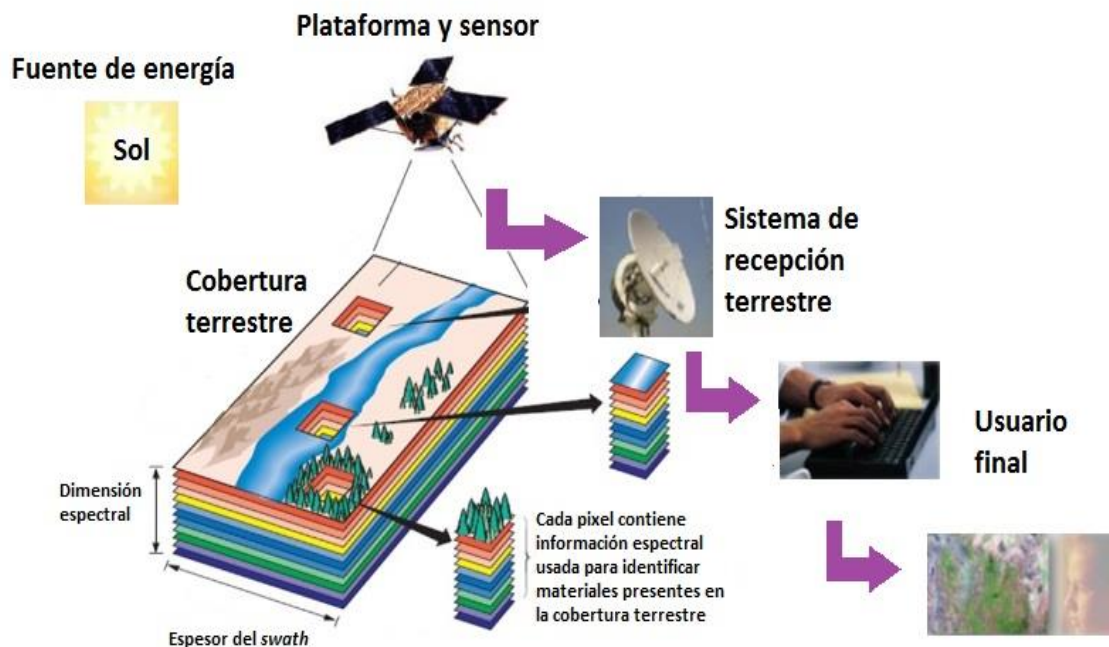 Plataforma y sensor
Fuente de energía
Sol
Sistema de
recepción
terrestre
Cobertura
terrestre
Usuario
final
Dimensión
espectral
Cada pixel contiene
información espectral
usada para identificar
materiales presentes en
la cobertura terrestre
Espesor del swath